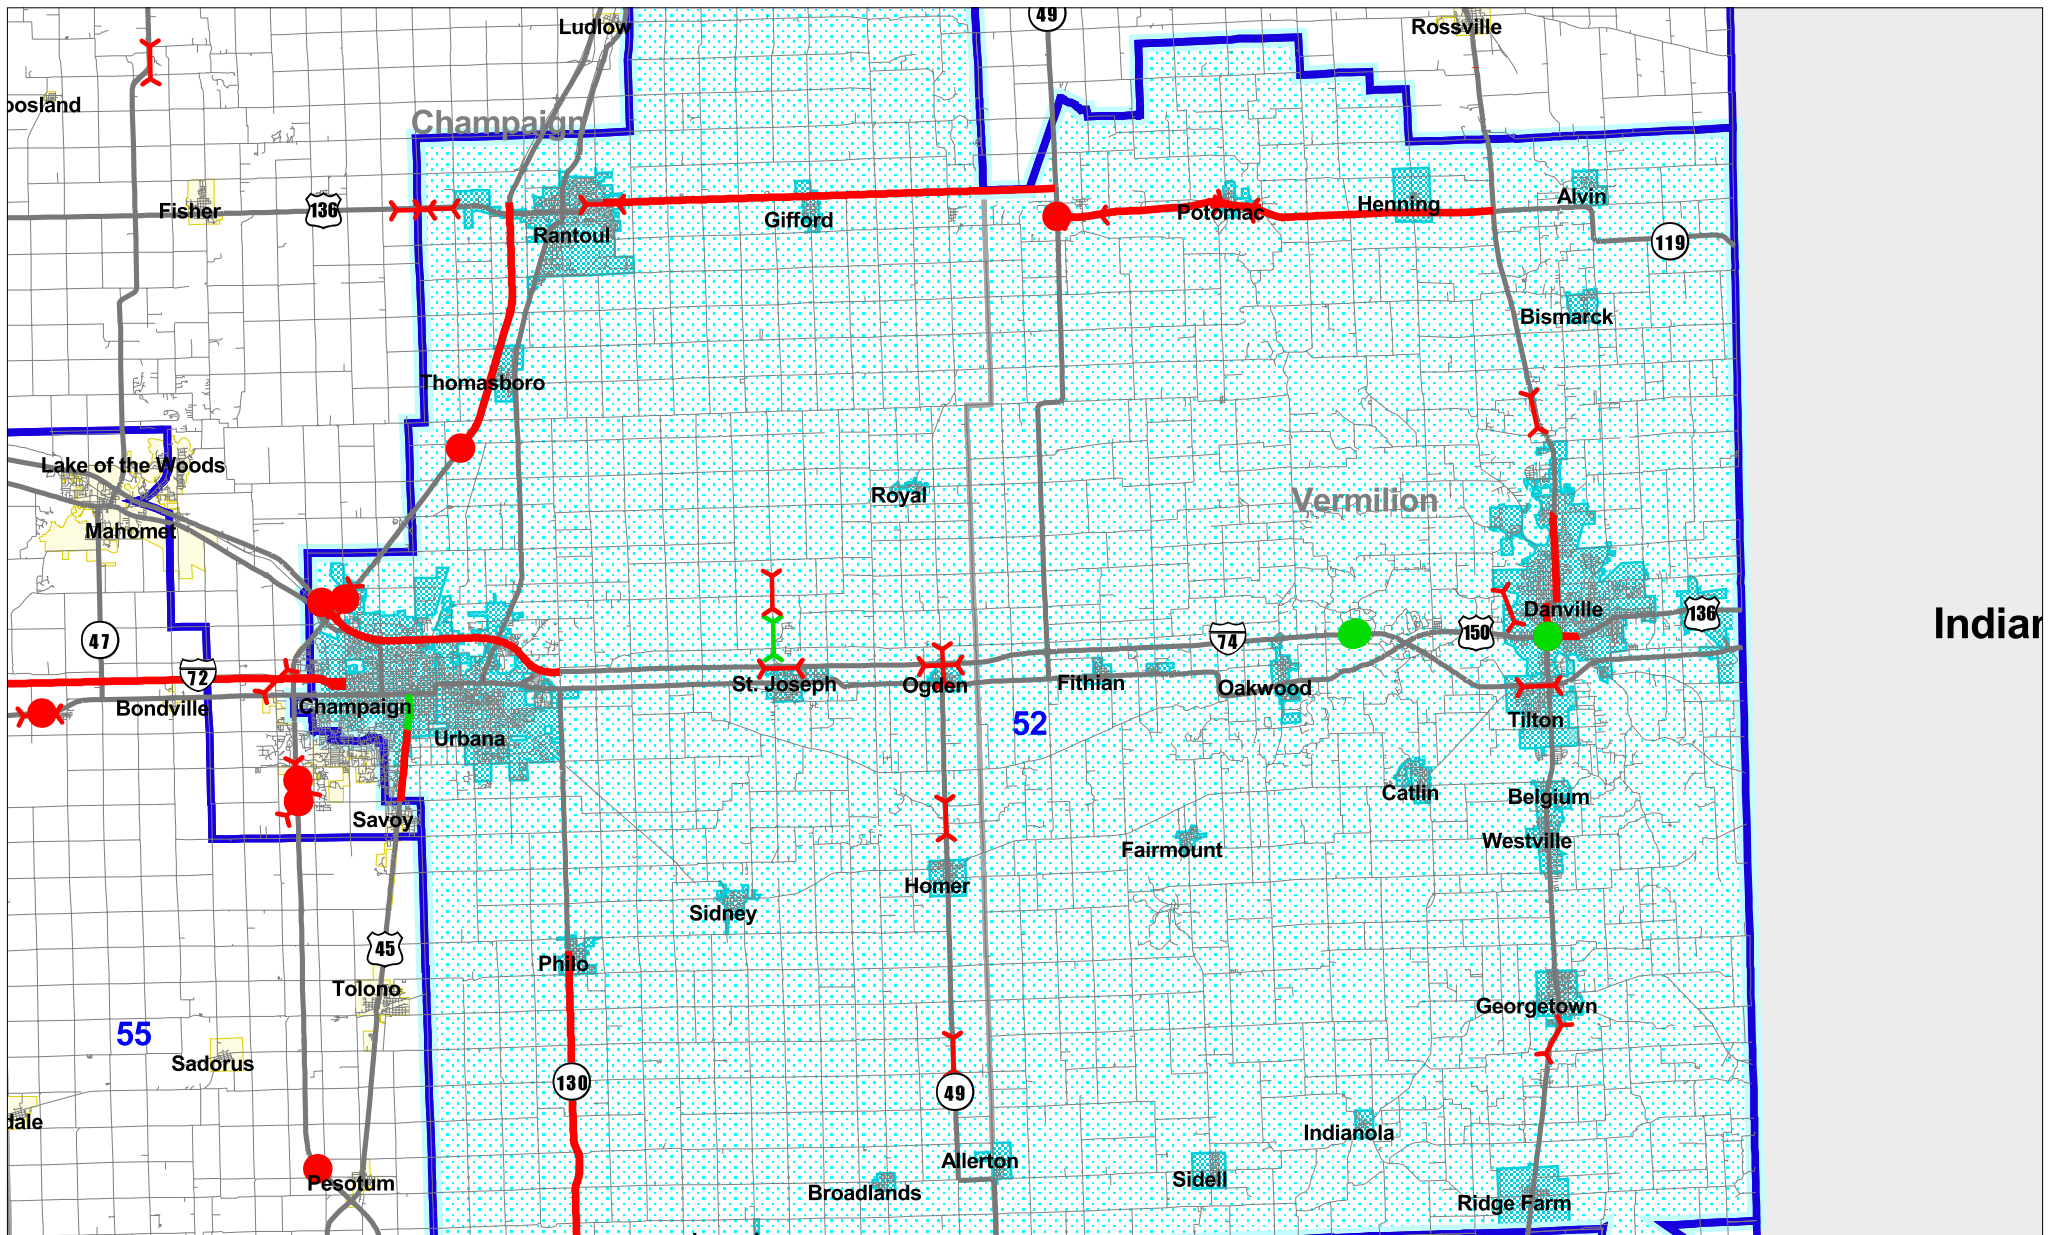 Ludlow
49
Rossville
Champaign
Fisher
136
Rantoul
Gifford
Potomac
Henning
Alvin
119
Bismarck
Thomasboro
Lake of the Woods
Mahomet
Royal
Vermilion
47
72
Bondville
Champaign
Urbana
St. Joseph
Ogden
Fithian
74
Oakwood
150
Danville
136
Tilton
52
Savoy
Catlin
Belgium
Westville
Fairmount
Homer
Sidney
Philo
45
Tolono
55
Sadorus
Georgetown
130
49
Pesotum
Broadlands
Allerton
Sidell
Indianola
Ridge Farm